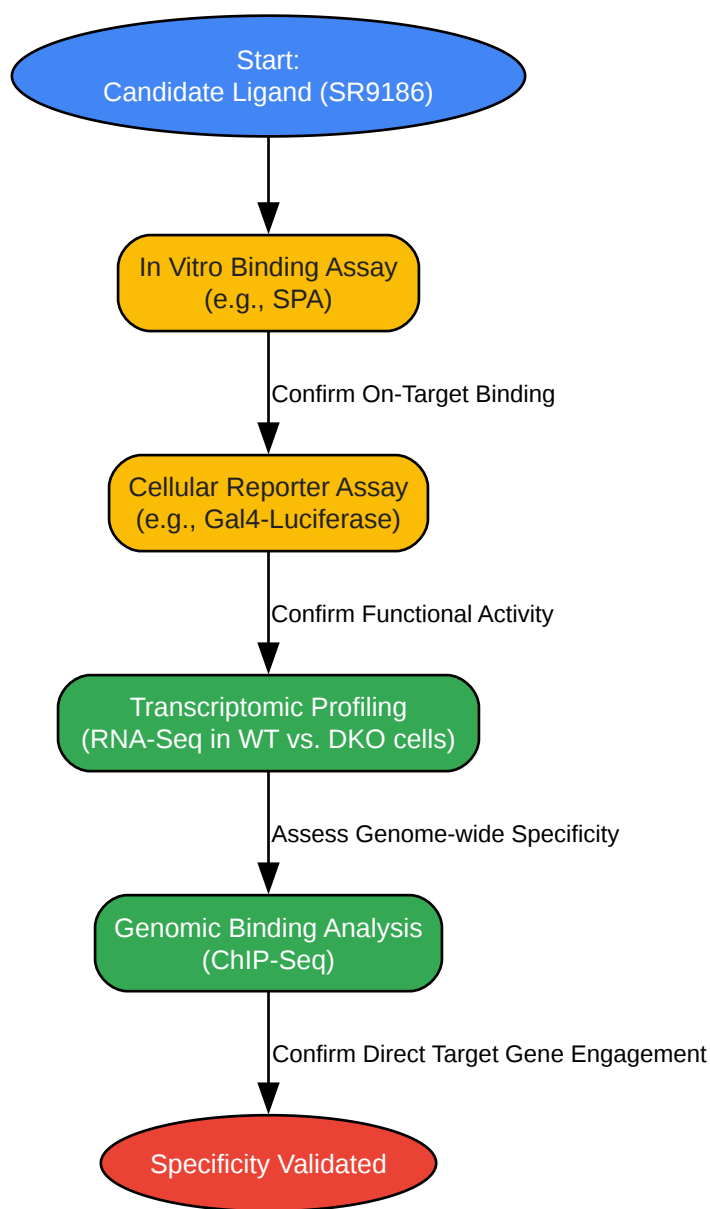 Start:
Candidate Ligand (SR9186)
In Vitro Binding Assay
(e.g., SPA)
Confirm On-Target Binding
Cellular Reporter Assay
(e.g., Gal4-Luciferase)
Confirm Functional Activity
Transcriptomic Profiling
(RNA-Seq in WT vs. DKO cells)
Assess Genome-wide Specificity
Genomic Binding Analysis
(ChIP-Seq)
Confirm Direct Target Gene Engagement
Specificity Validated